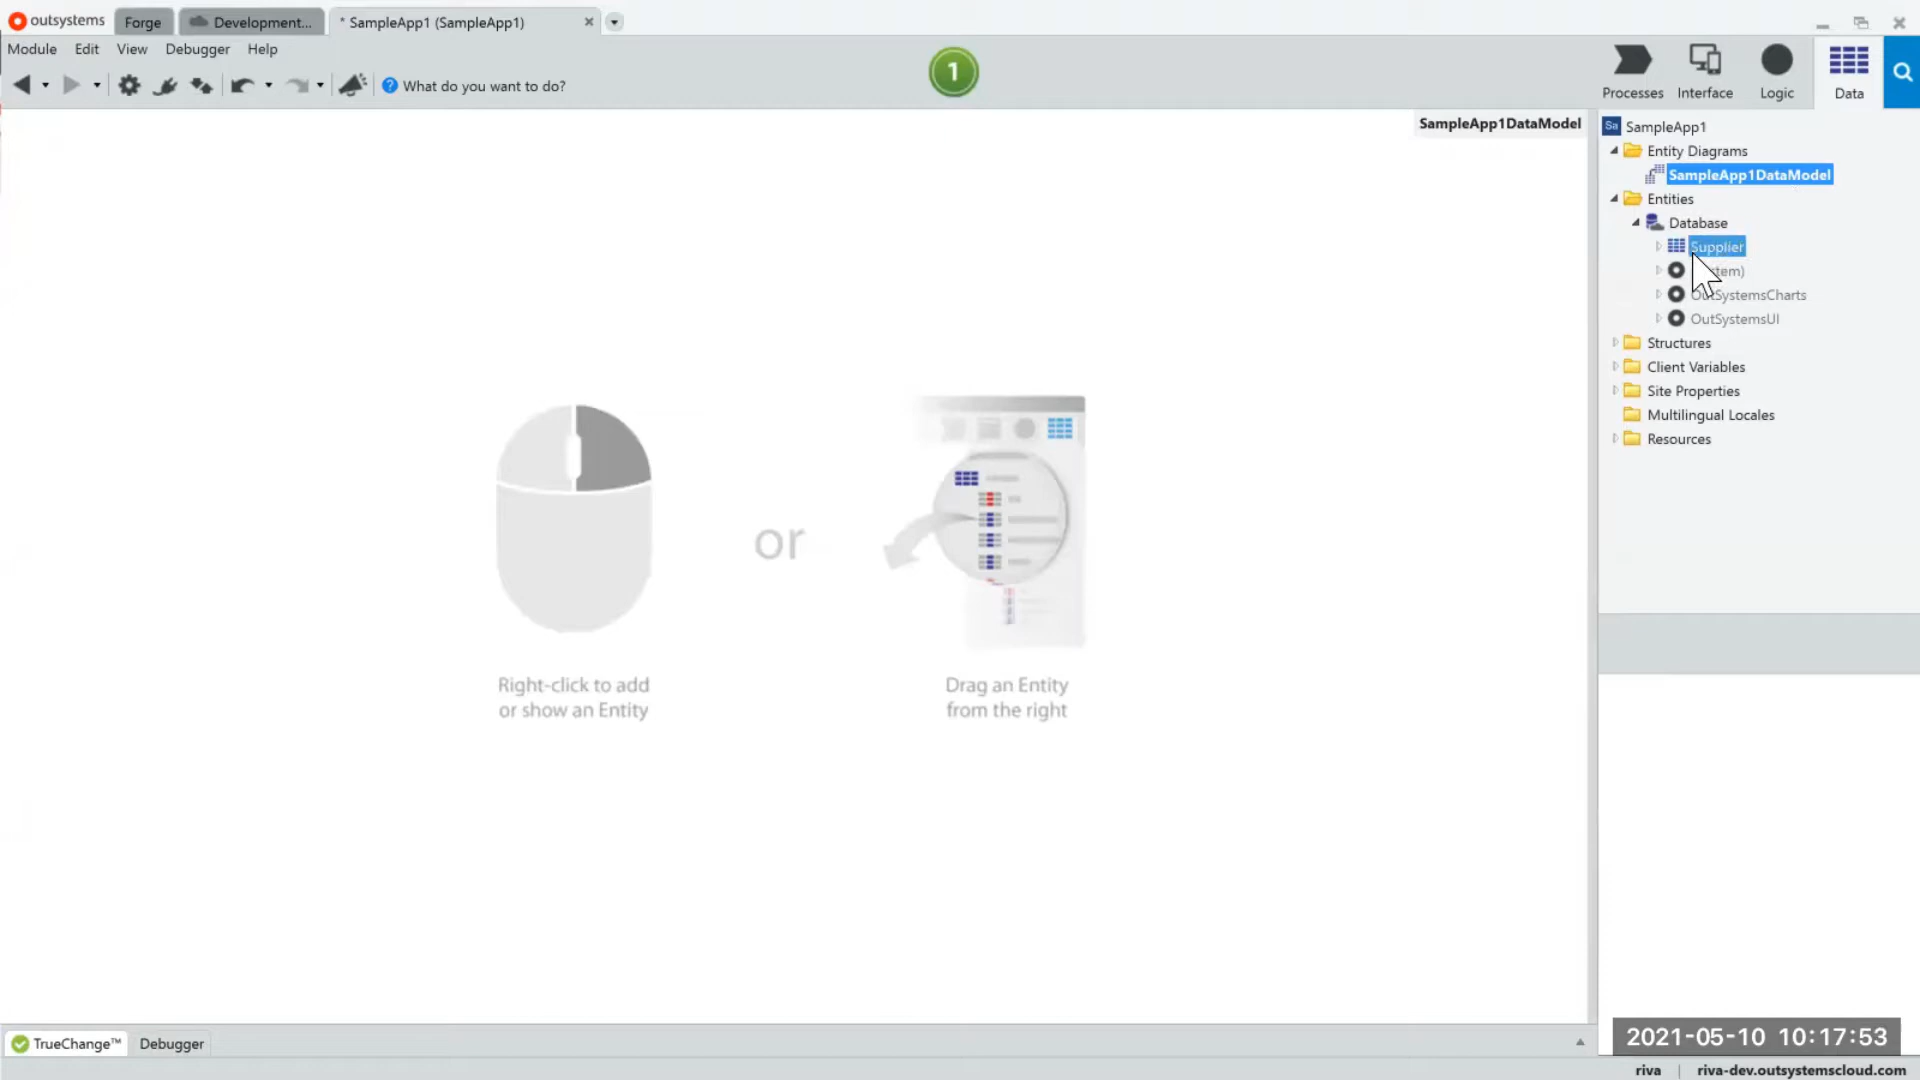 outsystems
Forge
Development...
* SampleApp1 (SampleApp1)
Module
Edit
View
Debugger
Help
1
Processes
Interface
Logic
Data
What do you want to do?
SampleApp1DataModel
Sa
SampleApp1
Entity Diagrams
SampleApp1DataModel
Entities
Database
Supplier
OutSystemsCharts
OutSystemsUI
Structures
Client Variables
Site Properties
Multilingual Locales
Resources
or
Right-click to add
or show an Entity
Drag an Entity
from the right
TrueChange™
Debugger
2021-05-10 10:17:53
riva
riva-dev.outsystemscloud.com